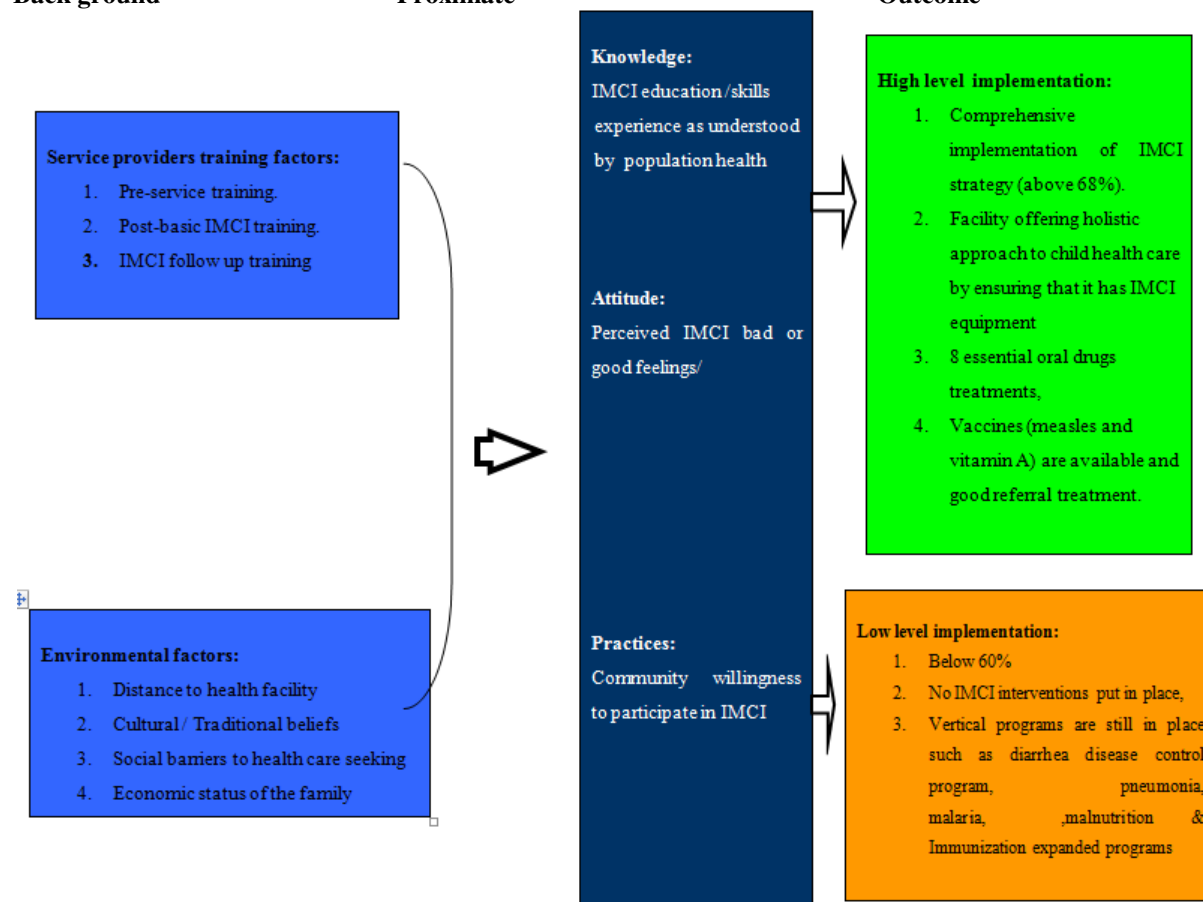 Back ground Proximate Outcome
Service providers training factors:
1. Pre-service training.
2. Post-basic IMCI training.
3. IMCI follow up training
Environmental factors:
1. Distance to health facility
2. Cultural / Traditional beliefs
3. Social barriers to health care seeking
4. Economic status of the family
Knowledge:
IMCI education /skills
experience as understood
by population health
Attitude:
Perceived IMCI bad or
good feelings/
Practices:
Community willingness
to participate in IMCI
High level implementation:
1. Comprehensive
implementation of IMCI
strategy (above 68%).
2. Facility offering holistic
approach to child health care
by ensuring that it has IMCI
equipment
3. 8 essential oral drugs
treatments,
4. Vaccines (measles and
vitamin A) are available and
good referral treatment.
Low level implementation:
1. Below 60%
2. No IMCI interventions put in place,
3. Vertical programs are still in place
such as diarrhea disease control
program, pneumonia,
malaria, ,malnutrition &
Immunization expanded programs